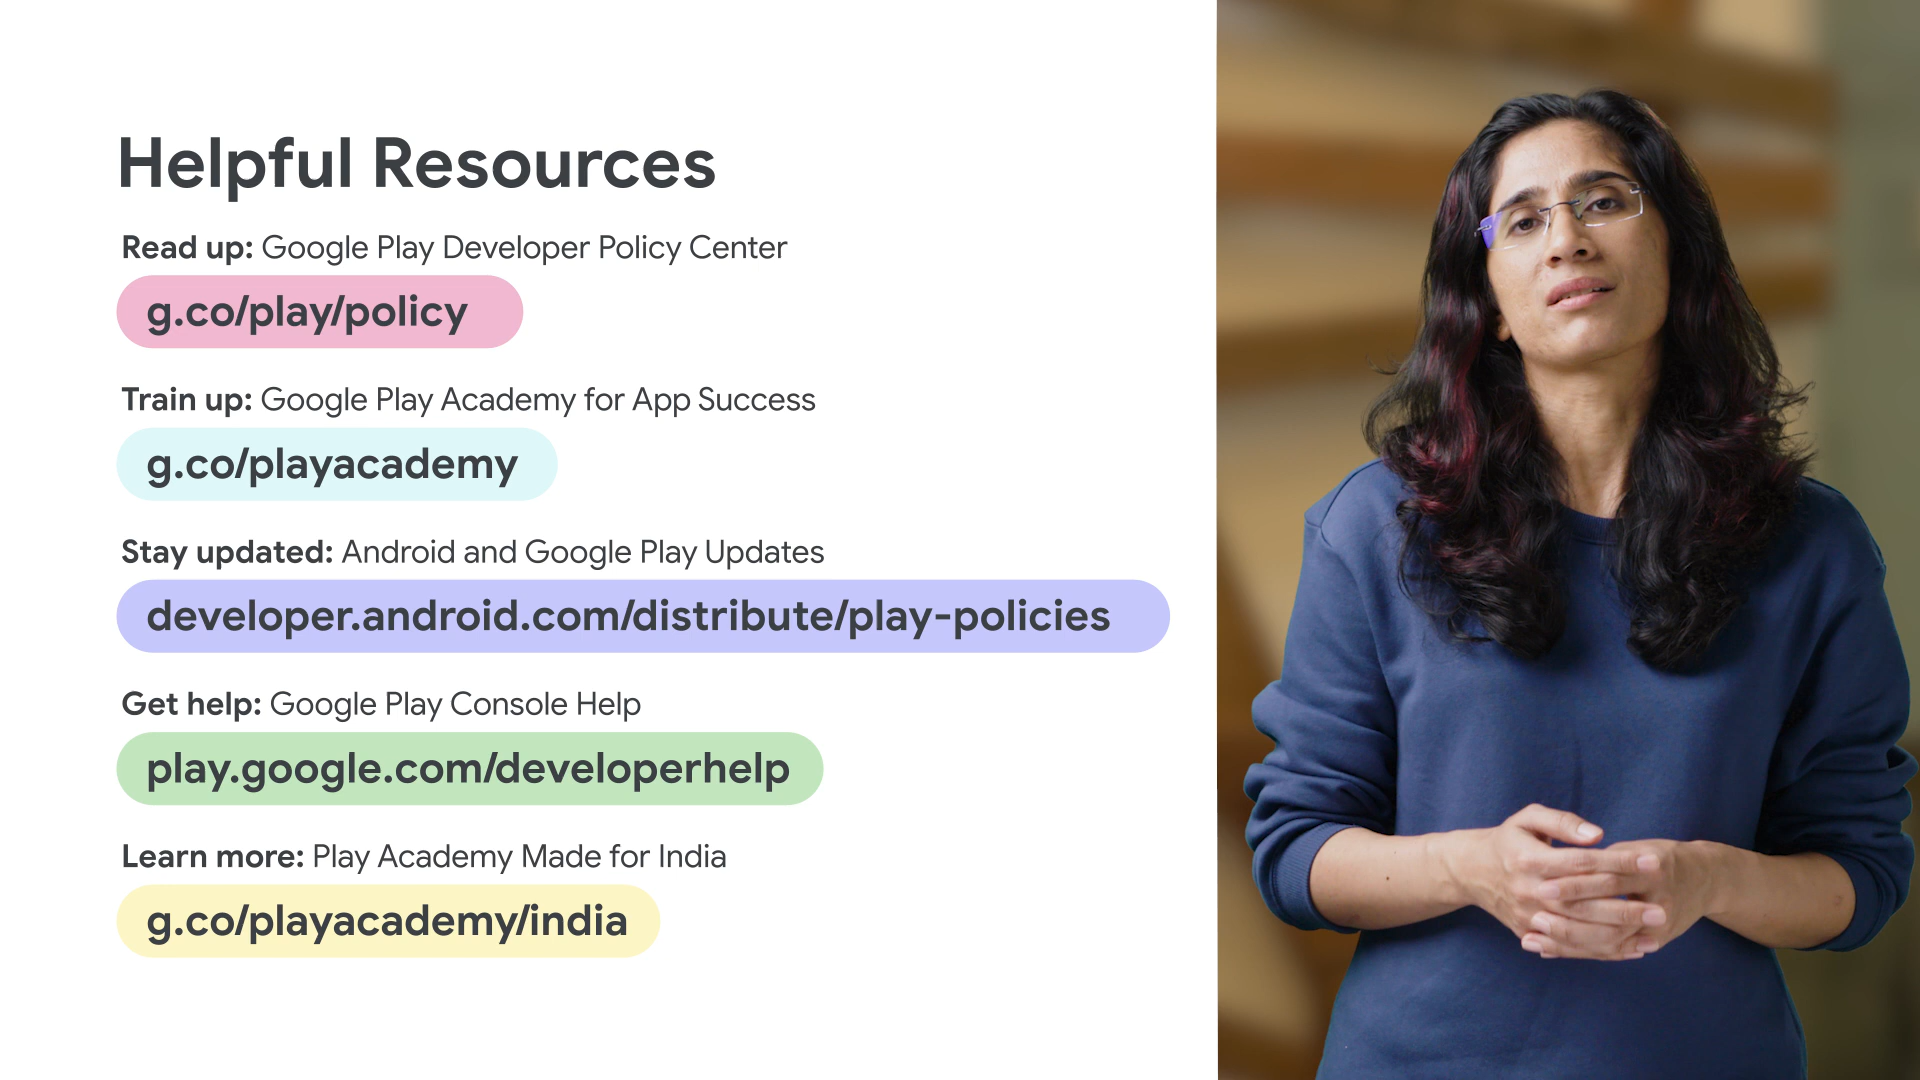 Helpful Resources
Read up: Google Play Developer Policy Center
g.co/play/policy
Train up: Google Play Academy for App Success
g.co/playacademy
Stay updated: Android and Google Play Updates
developer.android.com/distribute/play-policies
Get help: Google Play Console Help
play.google.com/developerhelp
Learn more: Play Academy Made for India
g.co/playacademy/india